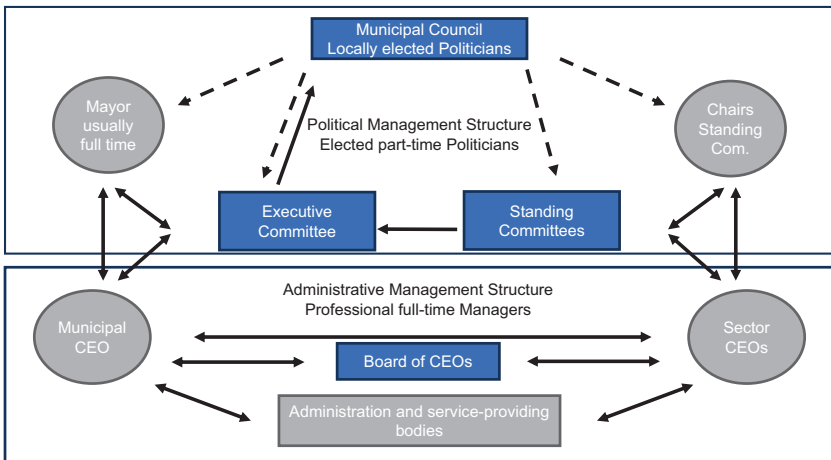 Municipal Council
Locally elected Politicians
Mayor
usually
full time
Chairs
Standing
Com.
Political Management Structure
Elected part-time Politicians
Executive
Committee
Standing
Committees
Administrative Management Structure
Professional full-time Managers
Municipal
CEO
Sector
CEOs
Board of CEOs
Administration and service-providing
bodies